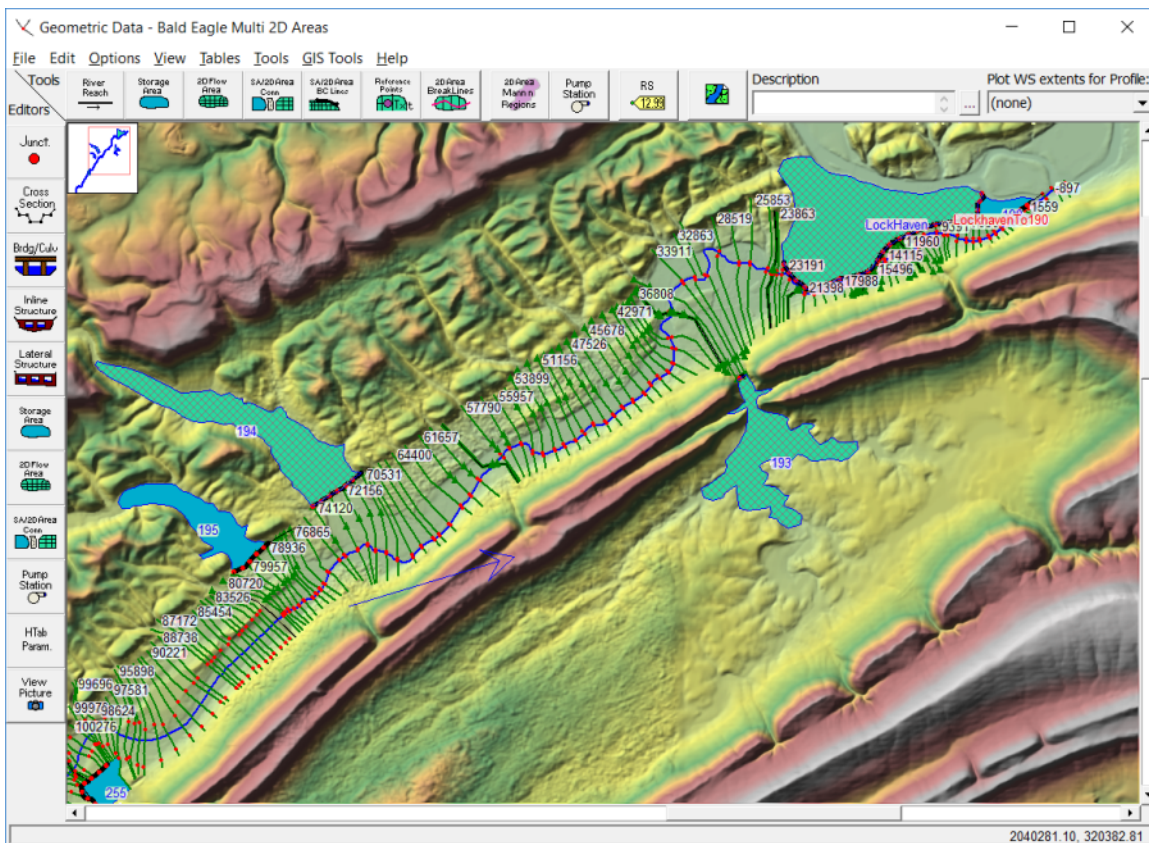 Geometric Data - Bald Eagle Multi 2D Areas
File Edit Options View Tables Tools GIS Tools Help
Tools
Editors
River
Reach
Storage
Area
2D Flow
Area
SA/2D Area
Conn
SA/2D Area
BC Lines
Reference
Points
2D Area
BreakLines
2D Area
Mann n
Regions
Pump
Station
RS
12.99
Description
...
Plot WS extents for Profile:
(none)
Junct.
Cross
Section
Brdg/Culv
Inline
Structure
Lateral
Structure
Storage
Area
2D Flow
Area
SA/2D Area
Conn
Pump
Station
HTab
Param.
View
Picture
-897
1559
LockhavenTo190
LockHaven
11960
14115
15496
17988
21398
23191
23863
25853
28519
32863
33911
36808
42971
45678
47526
51156
53899
55957
57790
61657
64400
70531
72156
74120
76865
78936
79957
80720
83526
85454
87172
88738
90221
95898
97581
99696
98624
100276
194
195
193
255
2040281.10, 320382.81